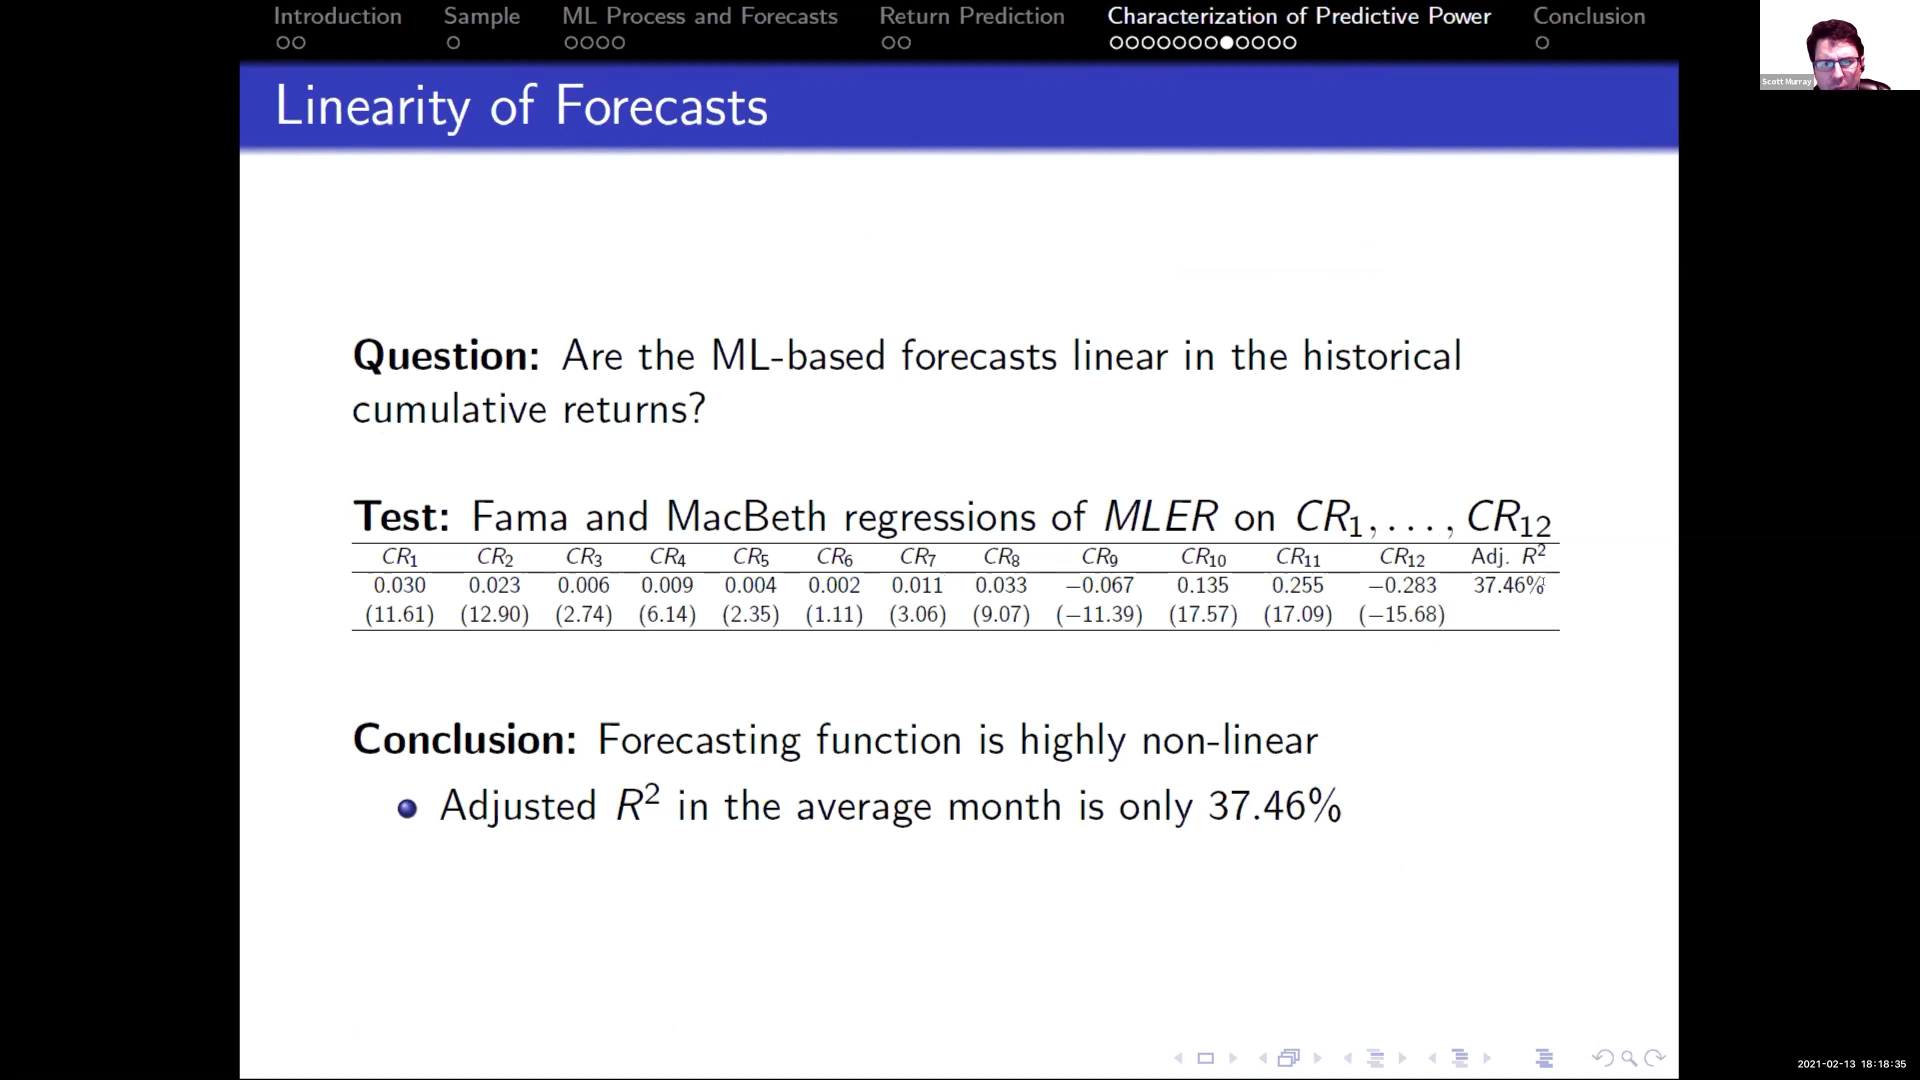 Introduction Sample ML Process and Forecasts Return Prediction Characterization of Predictive Power Conclusion
Scott Murray
Linearity of Forecasts
Question: Are the ML-based forecasts linear in the historical
cumulative returns?
Test: Fama and MacBeth regressions of MLER on CR₁, . . . , CR₁₂
CR₁ CR₂ CR₃ CR₄ CR₅ CR₆ CR₇ CR₈ CR₉ CR₁₀ CR₁₁ CR₁₂ Adj. R²
0.030 0.023 0.006 0.009 0.004 0.002 0.011 0.033 −0.067 0.135 0.255 −0.283 37.46%
(11.61) (12.90) (2.74) (6.14) (2.35) (1.11) (3.06) (9.07) (−11.39) (17.57) (17.09) (−15.68)
Conclusion: Forecasting function is highly non-linear
Adjusted R² in the average month is only 37.46%
2021-02-13 18:18:35